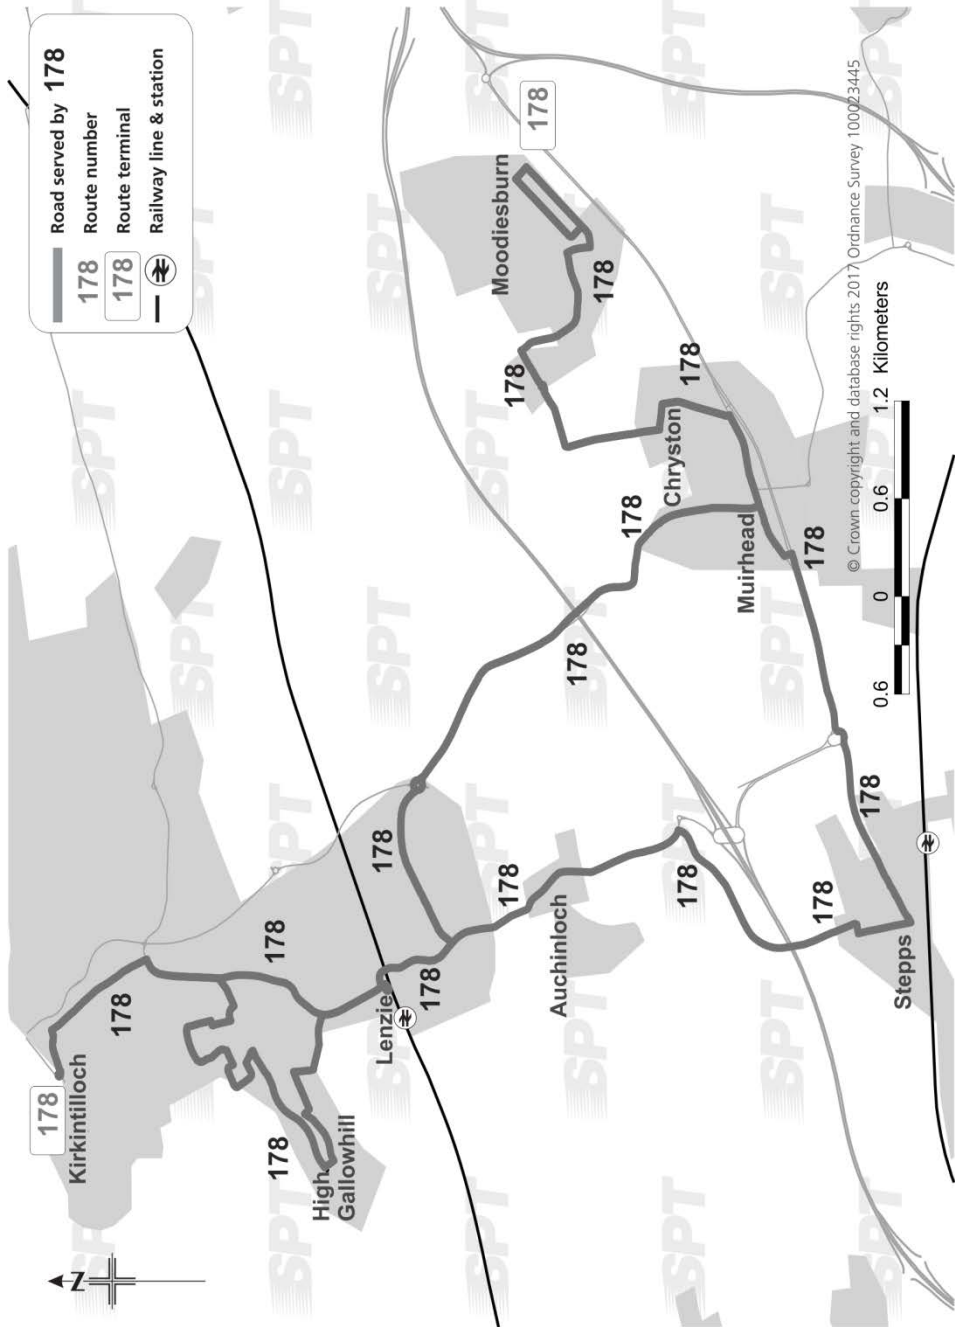 178
Kirkintilloch
N
Road served by 178
178 Route number
178 Route terminal
Railway line & station
178
178
178
High
Gallowhill
Lenzie
178
178
178
Moodiesburn
178
178
Auchinloch
178
178
178
Chryston
178
178
178
Muirhead
178
178
178
© Crown copyright and database rights 2017 Ordnance Survey 100023445
0.6 0 0.6 1.2 Kilometers
Stepps
SPT